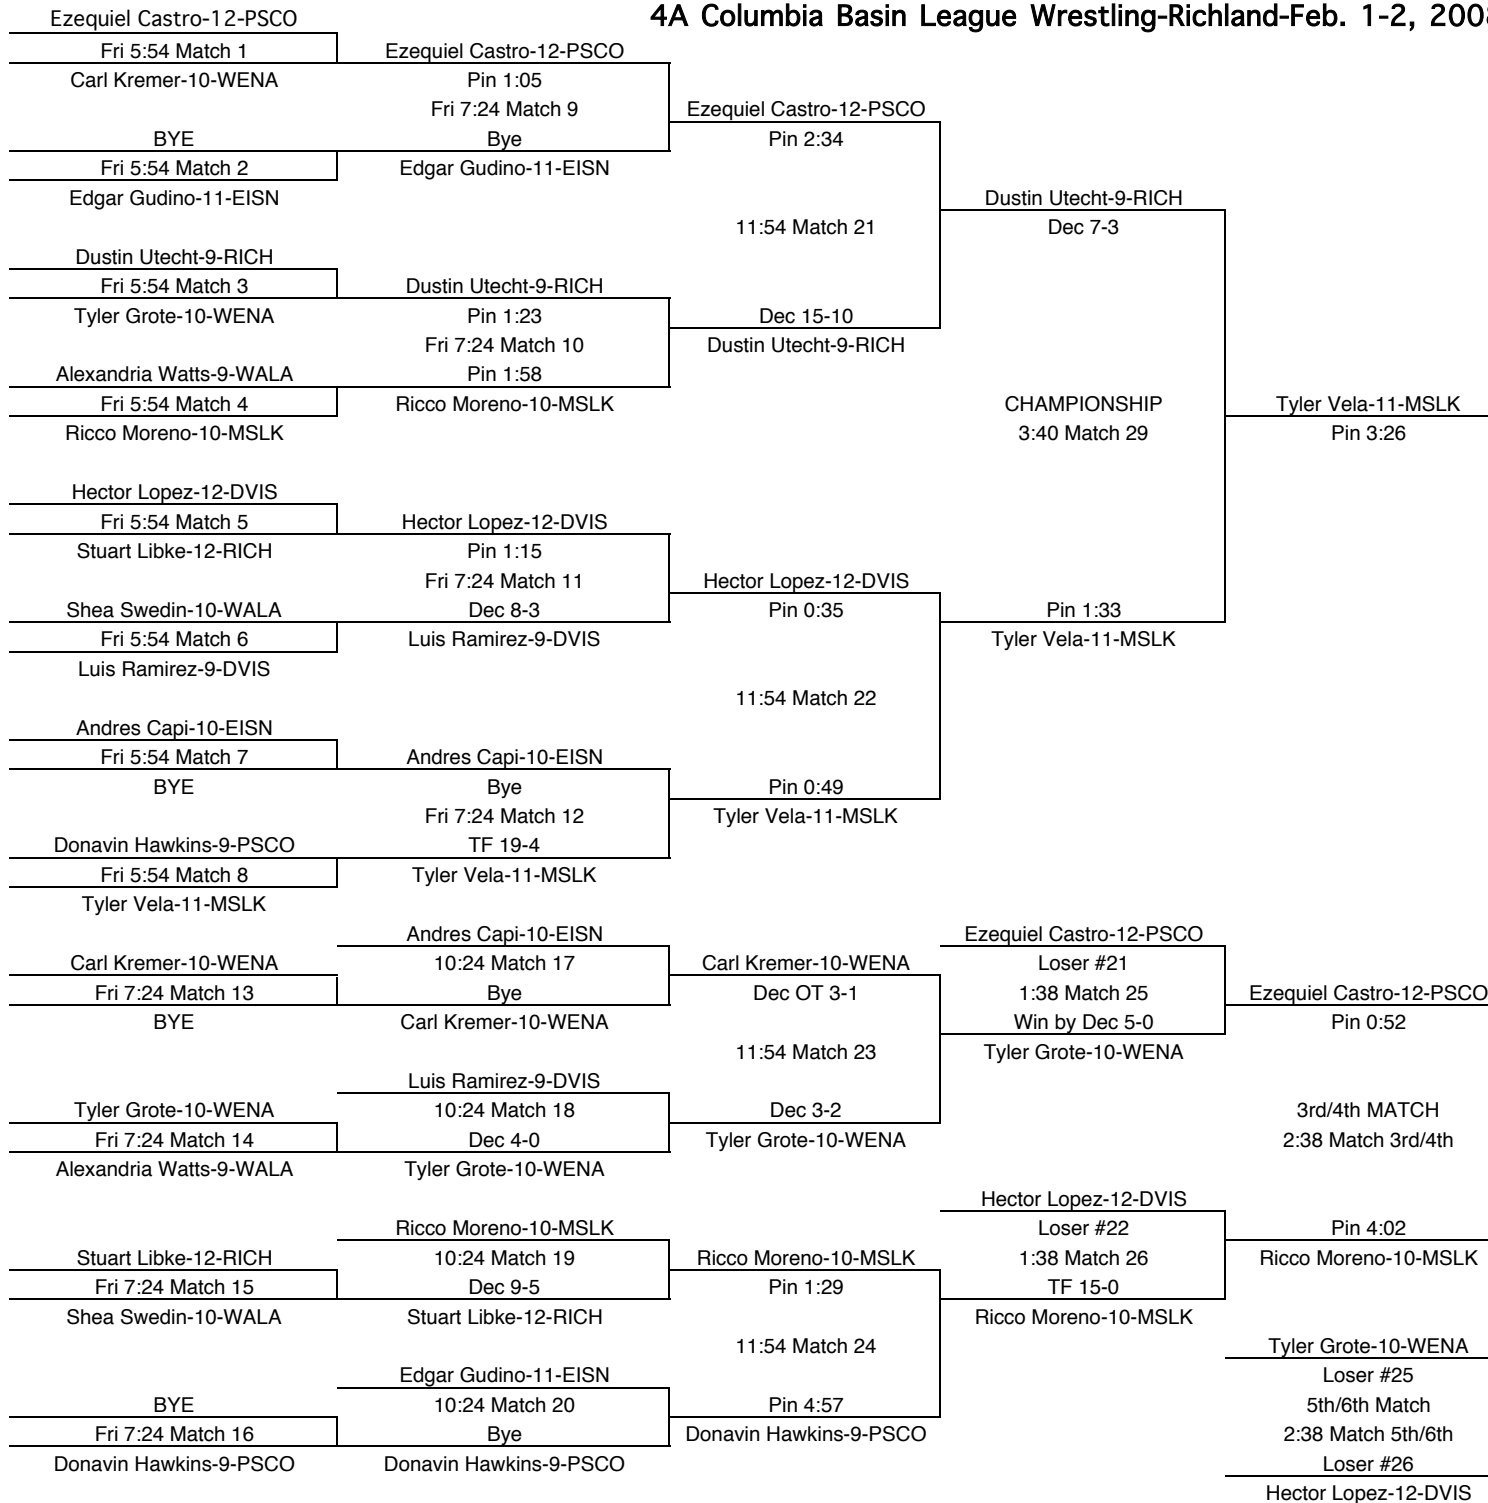 4A Columbia Basin League Wrestling-Richland-Feb. 1-2, 2008
Ezequiel Castro-12-PSCO
Fri 5:54 Match 1
Carl Kremer-10-WENA
BYE
Fri 5:54 Match 2
Edgar Gudino-11-EISN
Dustin Utecht-9-RICH
Fri 5:54 Match 3
Tyler Grote-10-WENA
Alexandria Watts-9-WALA
Fri 5:54 Match 4
Ricco Moreno-10-MSLK
Hector Lopez-12-DVIS
Fri 5:54 Match 5
Stuart Libke-12-RICH
Shea Swedin-10-WALA
Fri 5:54 Match 6
Luis Ramirez-9-DVIS
Andres Capi-10-EISN
Fri 5:54 Match 7
BYE
Donavin Hawkins-9-PSCO
Fri 5:54 Match 8
Tyler Vela-11-MSLK
Ezequiel Castro-12-PSCO
Pin 1:05
Fri 7:24 Match 9
Bye
Edgar Gudino-11-EISN
Dustin Utecht-9-RICH
Pin 1:23
Fri 7:24 Match 10
Pin 1:58
Ricco Moreno-10-MSLK
Hector Lopez-12-DVIS
Pin 1:15
Fri 7:24 Match 11
Dec 8-3
Luis Ramirez-9-DVIS
Andres Capi-10-EISN
Bye
Fri 7:24 Match 12
TF 19-4
Tyler Vela-11-MSLK
Ezequiel Castro-12-PSCO
Pin 2:34
11:54 Match 21
Dec 15-10
Dustin Utecht-9-RICH
Hector Lopez-12-DVIS
Pin 0:35
11:54 Match 22
Pin 0:49
Tyler Vela-11-MSLK
Dustin Utecht-9-RICH
Dec 7-3
CHAMPIONSHIP
3:40 Match 29
Pin 1:33
Tyler Vela-11-MSLK
Tyler Vela-11-MSLK
Pin 3:26
Carl Kremer-10-WENA
Fri 7:24 Match 13
BYE
Tyler Grote-10-WENA
Fri 7:24 Match 14
Alexandria Watts-9-WALA
Stuart Libke-12-RICH
Fri 7:24 Match 15
Shea Swedin-10-WALA
BYE
Fri 7:24 Match 16
Donavin Hawkins-9-PSCO
Andres Capi-10-EISN
10:24 Match 17
Bye
Carl Kremer-10-WENA
Luis Ramirez-9-DVIS
10:24 Match 18
Dec 4-0
Tyler Grote-10-WENA
Ricco Moreno-10-MSLK
10:24 Match 19
Dec 9-5
Stuart Libke-12-RICH
Edgar Gudino-11-EISN
10:24 Match 20
Bye
Donavin Hawkins-9-PSCO
Carl Kremer-10-WENA
Dec OT 3-1
11:54 Match 23
Dec 3-2
Tyler Grote-10-WENA
Ricco Moreno-10-MSLK
Pin 1:29
11:54 Match 24
Pin 4:57
Donavin Hawkins-9-PSCO
Ezequiel Castro-12-PSCO
Loser #21
1:38 Match 25
Win by Dec 5-0
Tyler Grote-10-WENA
Hector Lopez-12-DVIS
Loser #22
1:38 Match 26
TF 15-0
Ricco Moreno-10-MSLK
Ezequiel Castro-12-PSCO
Pin 0:52
3rd/4th MATCH
2:38 Match 3rd/4th
Pin 4:02
Ricco Moreno-10-MSLK
Tyler Grote-10-WENA
Loser #25
5th/6th Match
2:38 Match 5th/6th
Loser #26
Hector Lopez-12-DVIS